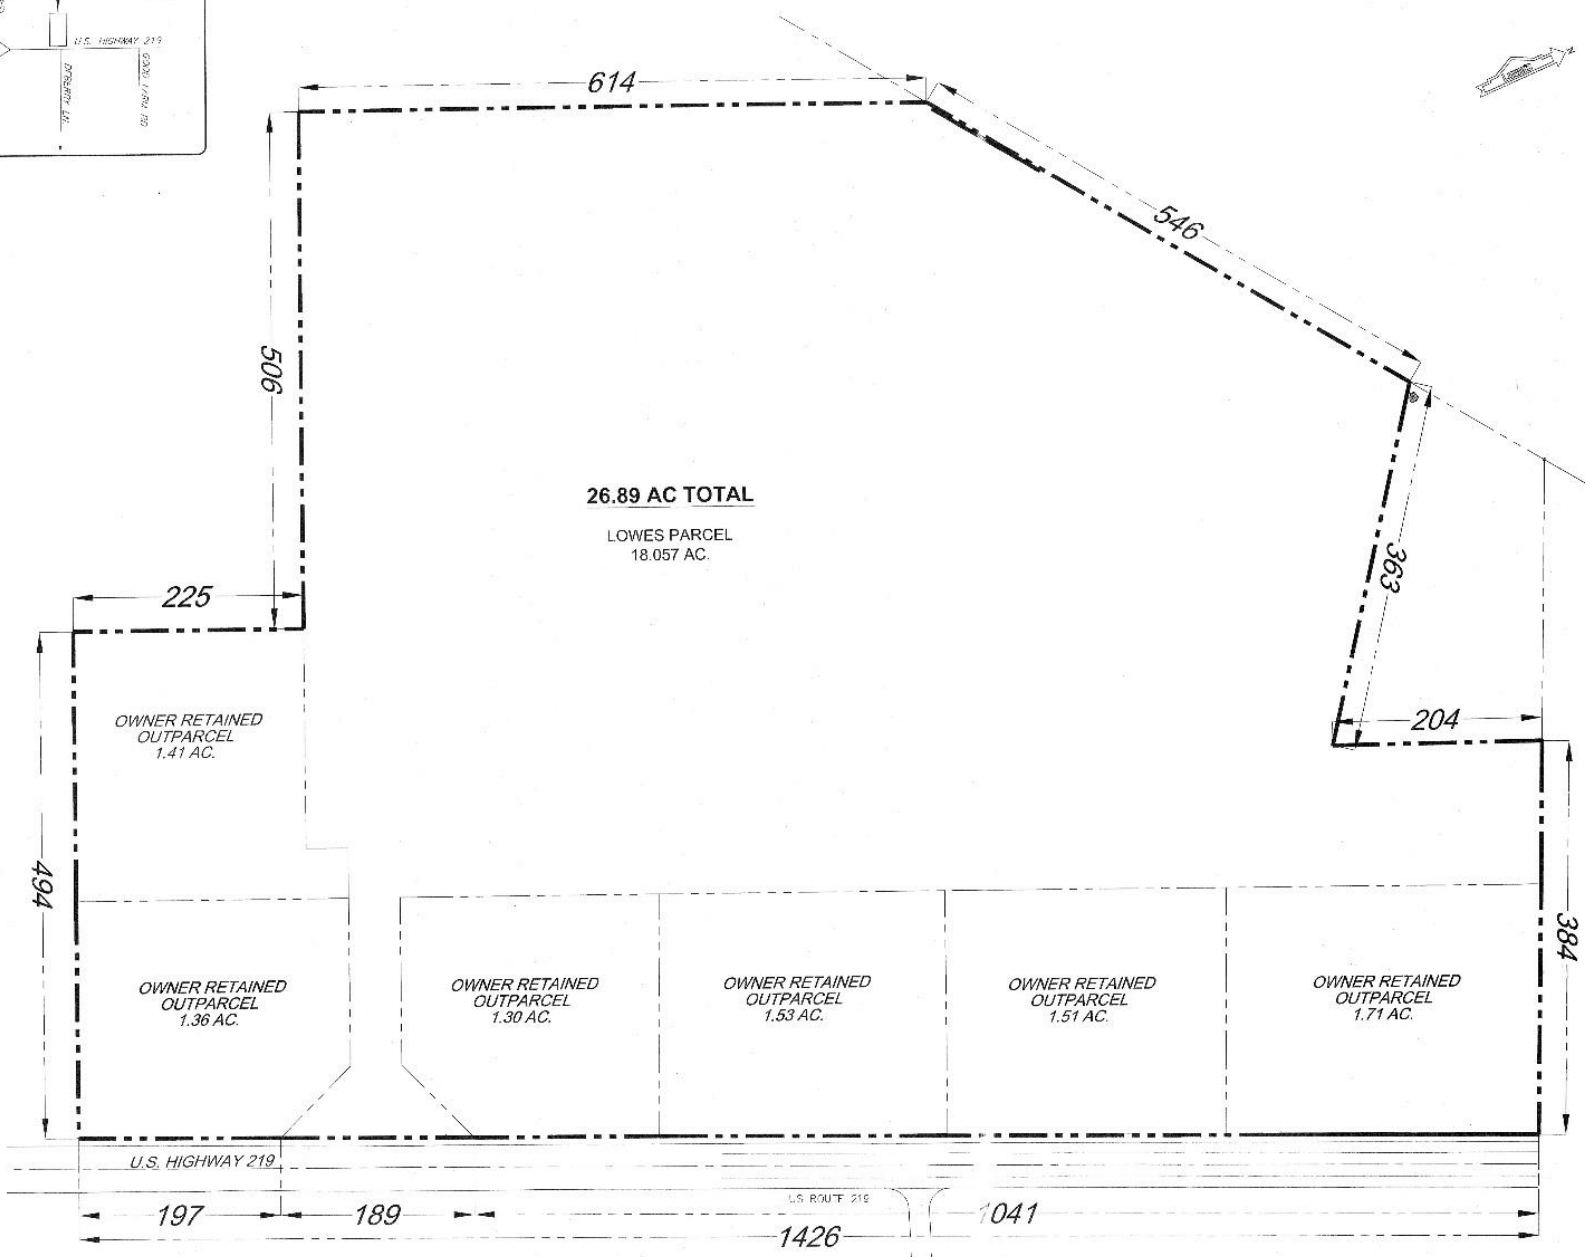 U.S. HIGHWAY 219
614
546
506
363
26.89 AC TOTAL
LOWES PARCEL
18.057 AC.
225
204
OWNER RETAINED
OUTPARCEL
1.41 AC.
494
384
OWNER RETAINED
OUTPARCEL
1.36 AC.
OWNER RETAINED
OUTPARCEL
1.30 AC.
OWNER RETAINED
OUTPARCEL
1.53 AC.
OWNER RETAINED
OUTPARCEL
1.51 AC.
OWNER RETAINED
OUTPARCEL
1.71 AC.
U.S. HIGHWAY 219
US ROUTE 219
197
189
1041
1426